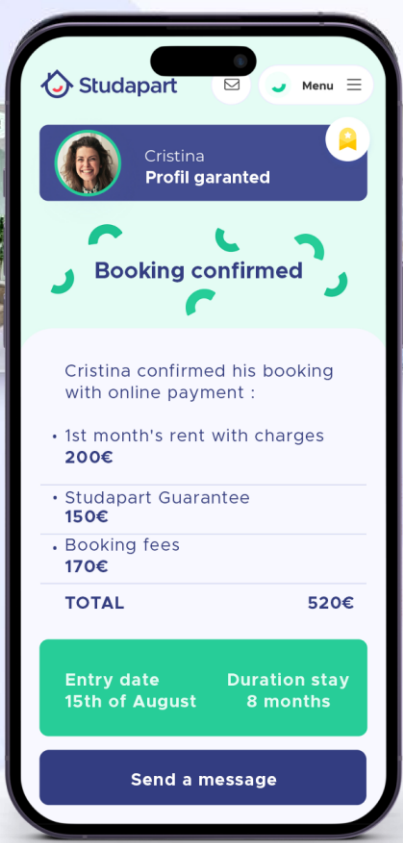 Studapart
Menu
Cristina
Profil garanted
Booking confirmed
Cristina confirmed his booking
with online payment :
• 1st month's rent with charges
200€
• Studapart Guarantee
150€
• Booking fees
170€
TOTAL 520€
Entry date Duration stay
15th of August 8 months
Send a message